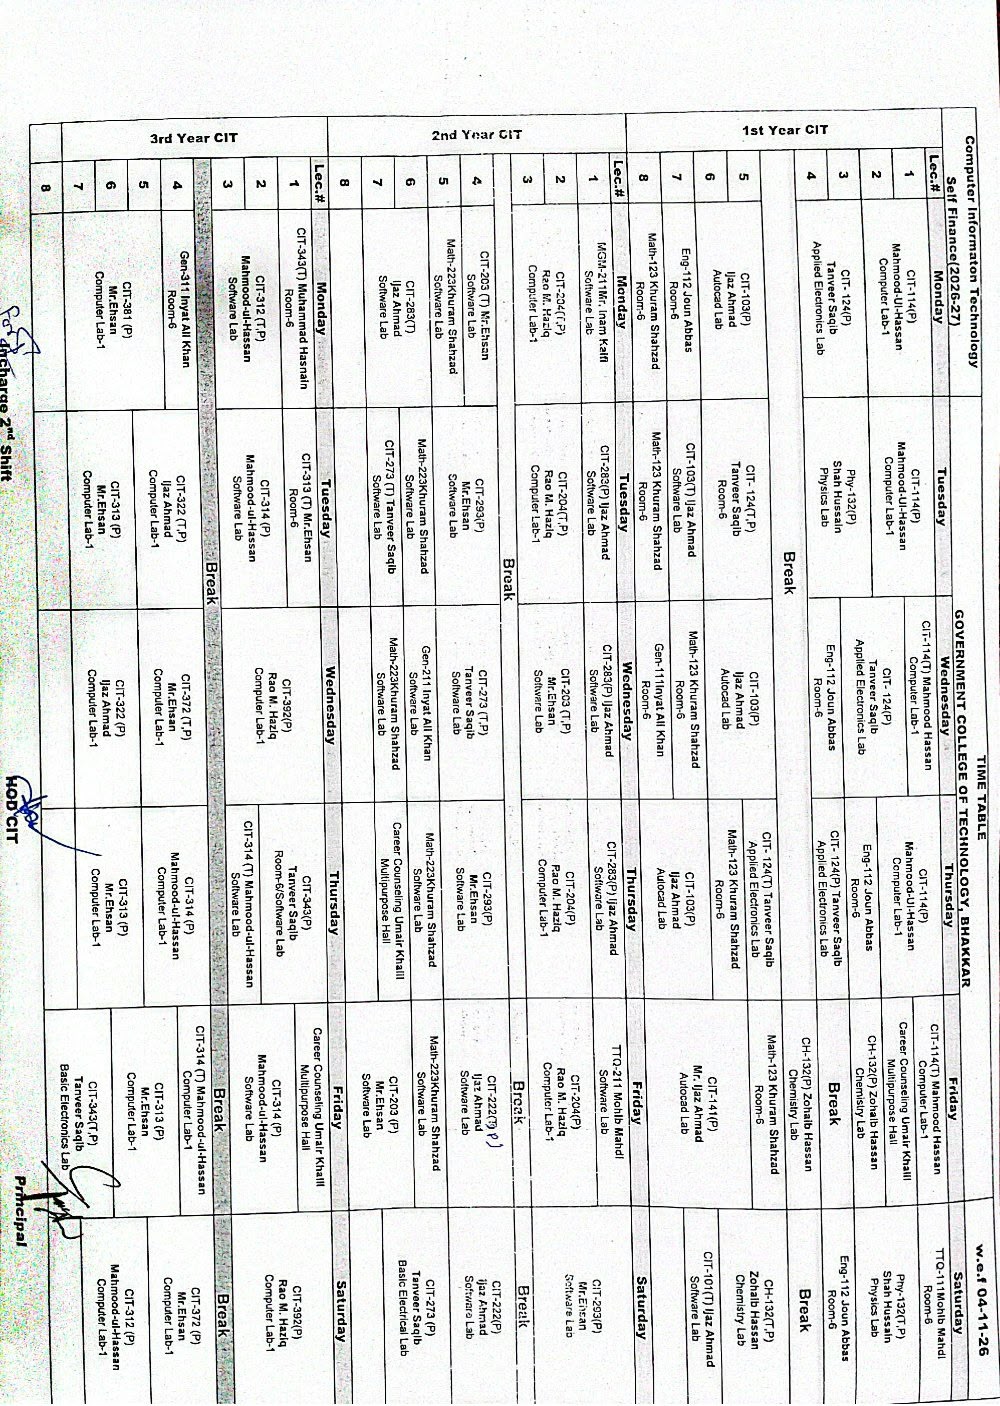 TIME TABLE
Computer Informaton Technology
GOVERNMENT COLLEGE OF TECHNOLOGY, BHAKKAR
w.e.f 04-11-26
Self Finance(2026-27)
1st Year CIT
Lec.#
Monday
Tuesday
Wednesday
Thursday
Friday
Saturday
1
CIT-114(P)
Mahmood-Ul-Hassan
Computer Lab-1
CIT-114(P)
Mahmood-Ul-Hassan
Computer Lab-1
CIT-114(T) Mahmood Hassan
Computer Lab-1
CIT-114(P)
Mahmood-Ul-Hassan
Computer Lab-1
CIT-114(T) Mahmood Hassan
Computer Lab-1
TTQ-111Mohib Mahdi
Room-6
2
CIT- 124(P)
Tanveer Saqib
Applied Electronics Lab
Eng-112 Joun Abbas
Room-6
Career Counseling Umair Khalil
Multipurpose Hall
Phy-132(T,P)
Shah Hussain
Physics Lab
3
CIT- 124(P)
Tanveer Saqib
Applied Electronics Lab
Phy-132(P)
Shah Hussain
Physics Lab
Eng-112 Joun Abbas
Room-6
CIT- 124(P) Tanveer Saqib
Applied Electronics Lab
CH-132(P) Zohaib Hassan
Chemistry Lab
Eng-112 Joun Abbas
Room-6
4
Break
CH-132(P) Zohaib Hassan
Chemistry Lab
Break
Break
5
CIT-103(P)
Ijaz Ahmad
Autocad Lab
CIT- 124(T,P)
Tanveer Saqib
Room-6
CIT-103(P)
Ijaz Ahmad
Autocad Lab
CIT- 124(T) Tanveer Saqib
Applied Electronics Lab
Math-123 Khuram Shahzad
Room-6
CH-132(T,P)
Zohaib Hassan
Chemistry Lab
6
Math-123 Khuram Shahzad
Room-6
CIT-141(P)
Mr. Ijaz Ahmad
Autocad Lab
CIT-101(T) Ijaz Ahmad
Software Lab
7
Eng-112 Joun Abbas
Room-6
CIT-103(T) Ijaz Ahmad
Software Lab
Math-123 Khuram Shahzad
Room-6
CIT-103(P)
Ijaz Ahmad
Autocad Lab
8
Math-123 Khuram Shahzad
Room-6
Math-123 Khuram Shahzad
Room-6
Gen-111Inyat Ali Khan
Room-6
2nd Year CIT
Lec.#
Monday
Tuesday
Wednesday
Thursday
Friday
Saturday
1
MGM-211Mr. Inam Kaifi
Software Lab
CIT-283(P) Ijaz Ahmad
Software Lab
CIT-283(P) Ijaz Ahmad
Software Lab
CIT-283(P) Ijaz Ahmad
Software Lab
TTQ-211 Mohib Mahdi
Software Lab
CIT-293(P)
Mr.Ehsan
Software Lab
2
CIT-204(T,P)
Rao M. Haziq
Computer Lab-1
CIT-204(T,P)
Rao M. Haziq
Computer Lab-1
CIT-203 (T,P)
Mr.Ehsan
Software Lab
CIT-204(P)
Rao M. Haziq
Computer Lab-1
CIT-204(P)
Rao M. Haziq
Computer Lab-1
3
Break
Break
Break
4
CIT-203 (T) Mr.Ehsan
Software Lab
CIT-293(P)
Mr.Ehsan
Software Lab
CIT-273 (T,P)
Tanveer Saqib
Software Lab
CIT-293(P)
Mr.Ehsan
Software Lab
CIT-222(T,P)
Ijaz Ahmad
Software Lab
CIT-222(P)
Ijaz Ahmad
Software Lab
5
Math-223Khuram Shahzad
Software Lab
6
CIT-283(T)
Ijaz Ahmad
Software Lab
Math-223Khuram Shahzad
Software Lab
Gen-211 Inyat Ali Khan
Software Lab
Math-223Khuram Shahzad
Software Lab
Math-223Khuram Shahzad
Software Lab
CIT-273 (P)
Tanveer Saqib
Basic Electrical Lab
7
CIT-273 (T) Tanveer Saqib
Software Lab
Math-223Khuram Shahzad
Software Lab
Career Counseling Umair Khalil
Multipurpose Hall
CIT-203 (P)
Mr.Ehsan
Software Lab
8
3rd Year CIT
Lec.#
Monday
Tuesday
Wednesday
Thursday
Friday
Saturday
1
CIT-343(T) Muhammad Hasnain
Room-6
CIT-313 (T) Mr.Ehsan
Room-6
CIT-392(P)
Rao M. Haziq
Computer Lab-1
CIT-343(P)
Tanveer Saqib
Room-6/Software Lab
Career Counseling Umair Khalil
Multipurpose Hall
CIT-392(P)
Rao M. Haziq
Computer Lab-1
2
CIT-312 (T,P)
Mahmood-ul-Hassan
Software Lab
CIT-314 (P)
Mahmood-ul-Hassan
Software Lab
CIT-314 (P)
Mahmood-ul-Hassan
Software Lab
3
CIT-314 (T) Mahmood-ul-Hassan
Software Lab
Break
Break
Break
4
Gen-311 Inyat Ali Khan
Room-6
CIT-322 (T,P)
Ijaz Ahmad
Computer Lab-1
CIT-372 (T,P)
Mr.Ehsan
Computer Lab-1
CIT-314 (P)
Mahmood-ul-Hassan
Computer Lab-1
CIT-314 (T) Mahmood-ul-Hassan
Computer Lab-1
CIT-372 (P)
Mr.Ehsan
Computer Lab-1
5
CIT-313 (P)
Mr.Ehsan
Computer Lab-1
6
CIT-381 (P)
Mr.Ehsan
Computer Lab-1
CIT-313 (P)
Mr.Ehsan
Computer Lab-1
CIT-322 (P)
Ijaz Ahmad
Computer Lab-1
CIT-313 (P)
Mr.Ehsan
Computer Lab-1
CIT-312 (P)
Mahmood-ul-Hassan
Computer Lab-1
7
CIT-343(T,P)
Tanveer Saqib
Basic Electronics Lab
8
For
Incharge 2nd Shift
HOD CIT
Principal